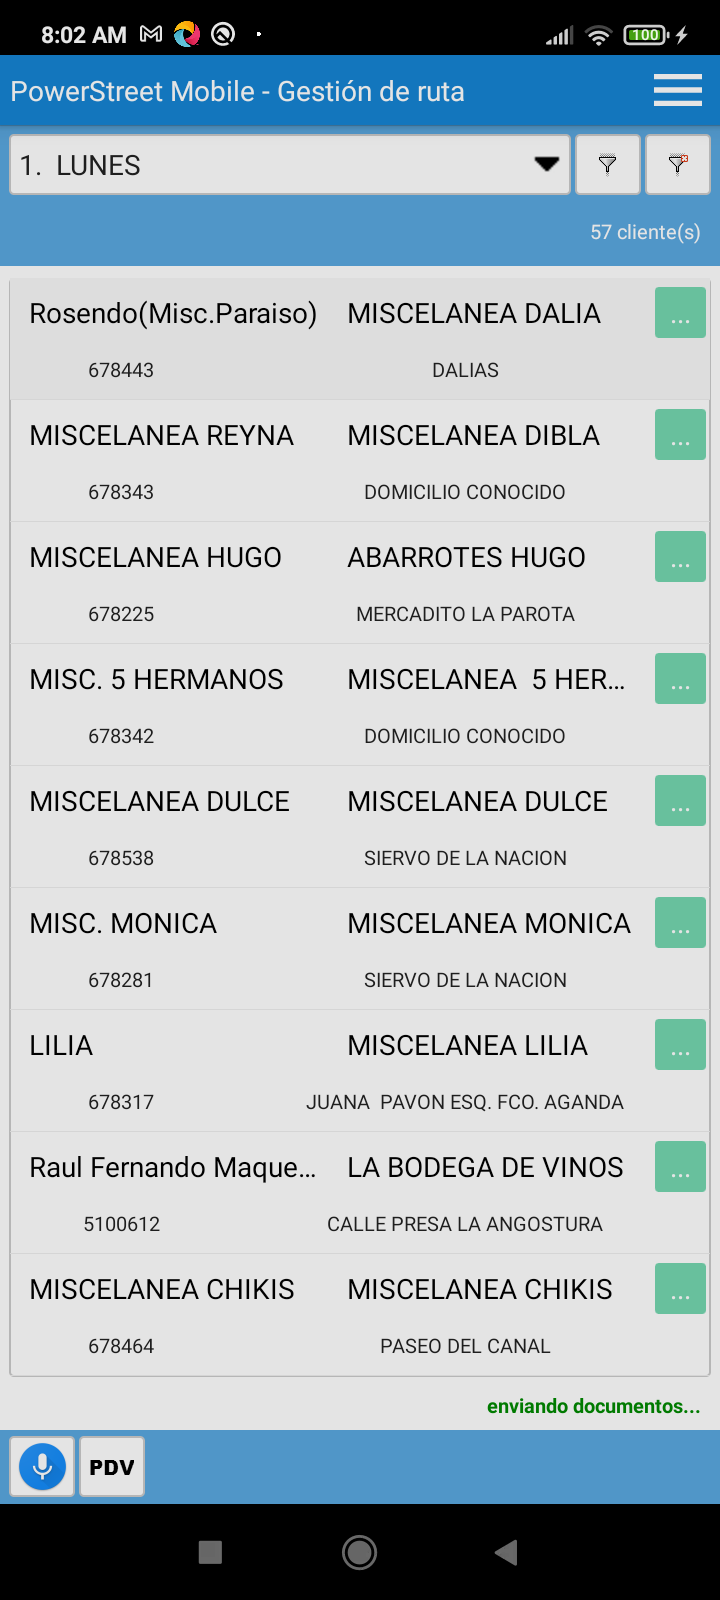 8:02 AM
100
PowerStreet Mobile - Gestión de ruta
1.  LUNES
57 cliente(s)
Rosendo(Misc.Paraiso) MISCELANEA DALIA ...
678443 DALIAS
MISCELANEA REYNA MISCELANEA DIBLA ...
678343 DOMICILIO CONOCIDO
MISCELANEA HUGO ABARROTES HUGO ...
678225 MERCADITO LA PAROTA
MISC. 5 HERMANOS MISCELANEA  5 HER... ...
678342 DOMICILIO CONOCIDO
MISCELANEA DULCE MISCELANEA DULCE ...
678538 SIERVO DE LA NACION
MISC. MONICA MISCELANEA MONICA ...
678281 SIERVO DE LA NACION
LILIA MISCELANEA LILIA ...
678317 JUANA  PAVON ESQ. FCO. AGANDA
Raul Fernando Maque... LA BODEGA DE VINOS ...
5100612 CALLE PRESA LA ANGOSTURA
MISCELANEA CHIKIS MISCELANEA CHIKIS ...
678464 PASEO DEL CANAL
enviando documentos...
PDV